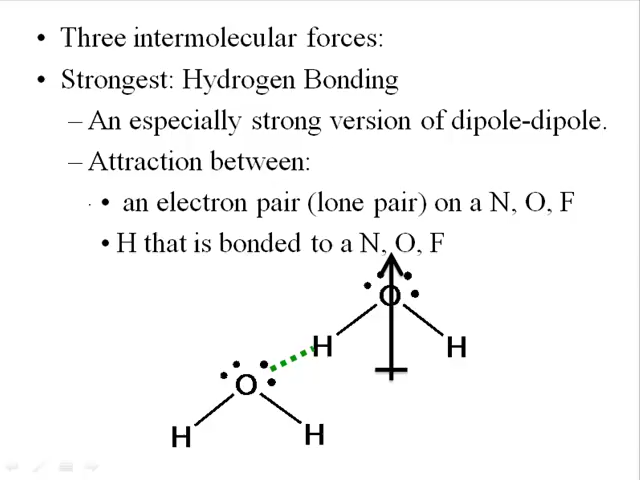 • Three intermolecular forces:
• Strongest: Hydrogen Bonding
– An especially strong version of dipole-dipole.
– Attraction between:
• an electron pair (lone pair) on a N, O, F
• H that is bonded to a N, O, F
O
H H
O
H H